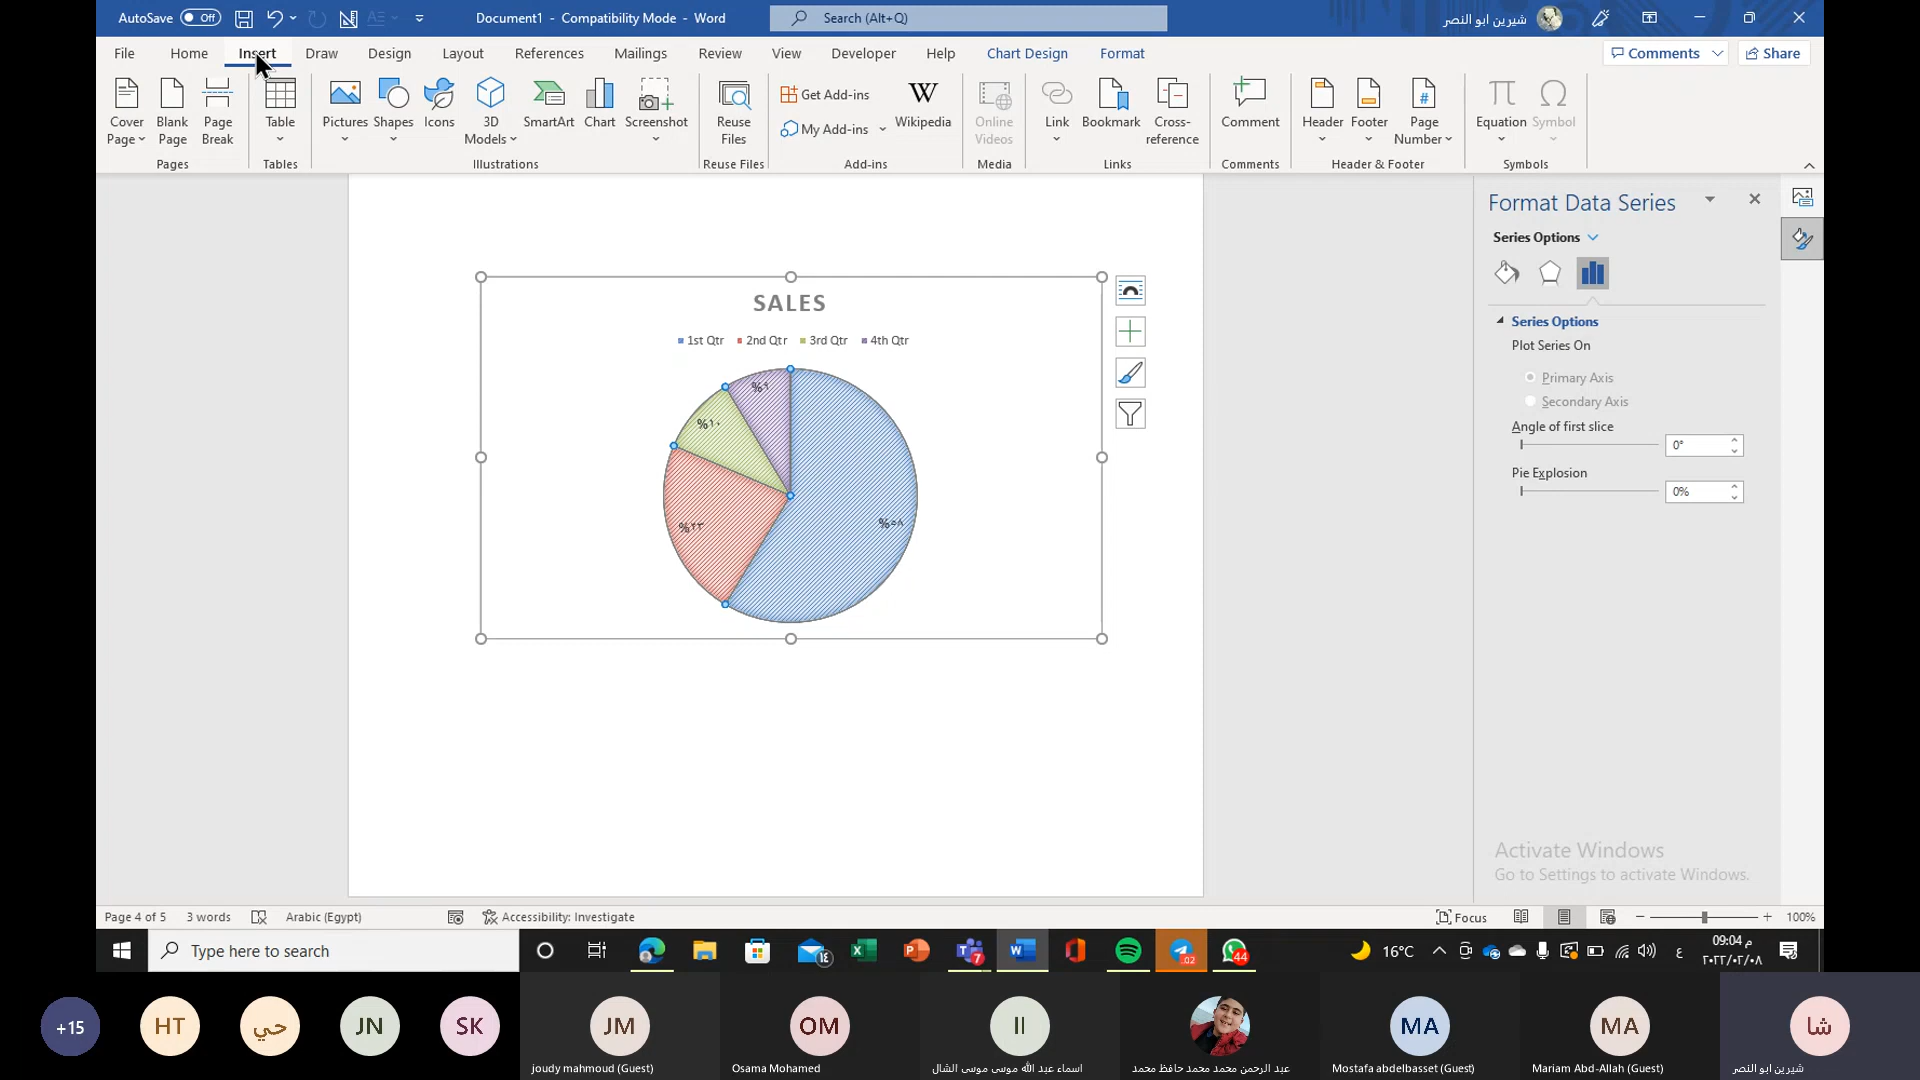 AutoSave Off
Document1 - Compatibility Mode - Word
Search (Alt+Q)
شيرين ابو النصر
File Home Insert Draw Design Layout References Mailings Review View Developer Help Chart Design Format
Comments Share
Cover Page
Blank Page
Page Break
Pages
Table
Tables
Pictures
Shapes
Icons
3D Models
SmartArt
Chart
Screenshot
Illustrations
Reuse Files
Reuse Files
Get Add-ins
My Add-ins
Wikipedia
Add-ins
Online Videos
Media
Link
Bookmark
Cross-reference
Links
Comment
Comments
Header
Footer
Page Number
Header & Footer
Equation
Symbol
Symbols
SALES
1st Qtr 2nd Qtr 3rd Qtr 4th Qtr
%٩
%١٠
%٢٣
%٥٨
Format Data Series
Series Options
Series Options
Plot Series On
Primary Axis
Secondary Axis
Angle of first slice
0°
Pie Explosion
0%
Activate Windows
Go to Settings to activate Windows.
Page 4 of 5 3 words Arabic (Egypt) Accessibility: Investigate
Focus 100%
Type here to search
١٤
7
.02
44
16°C
ع
09:04 م
٢٠٢٢/٠٢/٠٨
+15
HT
حي
JN
SK
JM
joudy mahmoud (Guest)
OM
Osama Mohamed
اا
اسماء عبد الله موسى موسى الشال
عبد الرحمن محمد محمد حافظ محمد
MA
Mostafa abdelbasset (Guest)
MA
Mariam Abd-Allah (Guest)
شا
شيرين ابو النصر